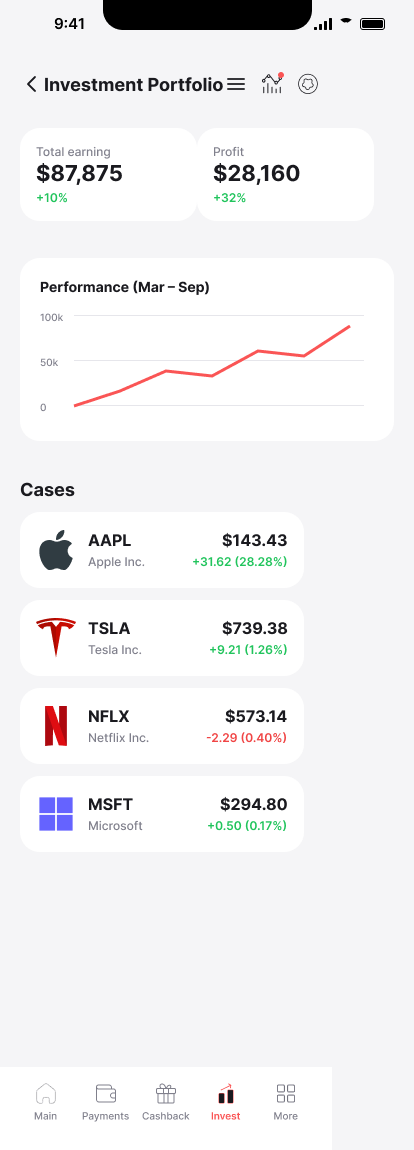 9:41
Investment Portfolio
Total earning
$87,875
+10%
Profit
$28,160
+32%
Performance (Mar – Sep)
100k
50k
0
Cases
AAPL
$143.43
Apple Inc.
+31.62 (28.28%)
TSLA
$739.38
Tesla Inc.
+9.21 (1.26%)
NFLX
$573.14
Netflix Inc.
-2.29 (0.40%)
MSFT
$294.80
Microsoft
+0.50 (0.17%)
Main
Payments
Cashback
Invest
More